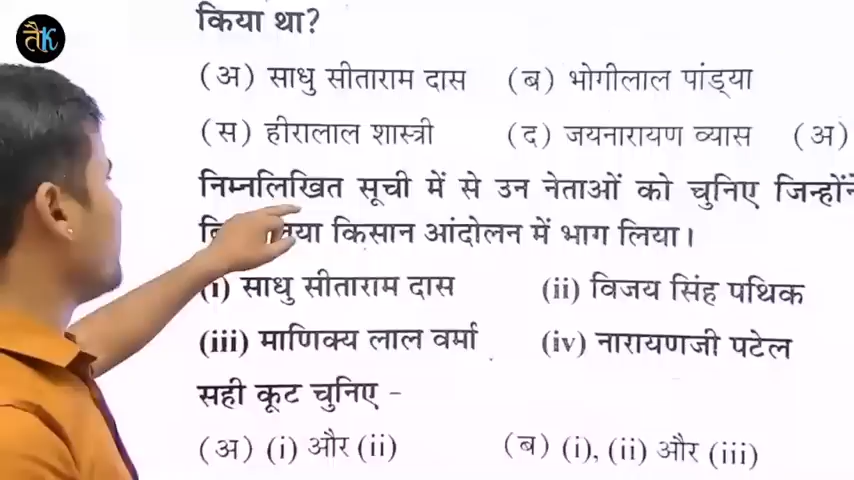 तैK
किया था?
(अ) साधु सीताराम दास (ब) भोगीलाल पांड्या
(स) हीरालाल शास्त्री (द) जयनारायण व्यास (अ)
निम्नलिखित सूची में से उन नेताओं को चुनिए जिन्होंने
किसान आंदोलन में भाग लिया।
(i) साधु सीताराम दास (ii) विजय सिंह पथिक
(iii) माणिक्य लाल वर्मा (iv) नारायणजी पटेल
सही कूट चुनिए -
(अ) (i) और (ii) (ब) (i), (ii) और (iii)